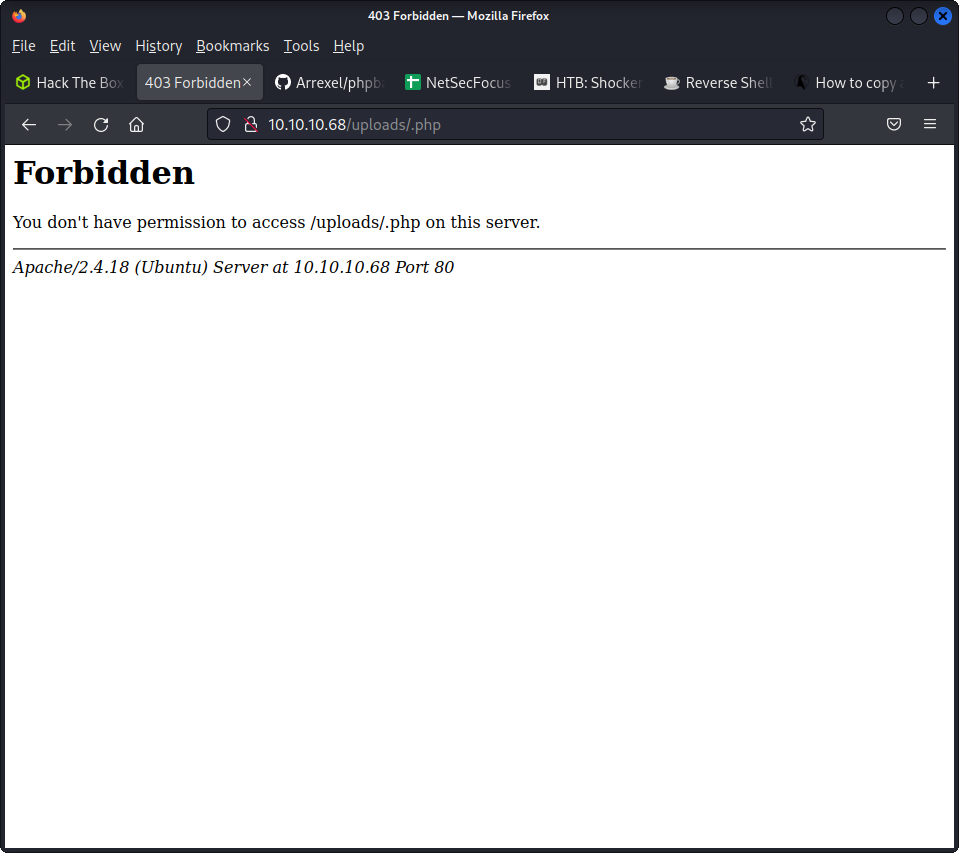 403 Forbidden — Mozilla Firefox
File Edit View History Bookmarks Tools Help
Hack The Box 403 Forbidden Arrexel/phpb NetSecFocus HTB: Shocker Reverse Shell How to copy
10.10.10.68/uploads/.php
Forbidden
You don't have permission to access /uploads/.php on this server.
Apache/2.4.18 (Ubuntu) Server at 10.10.10.68 Port 80